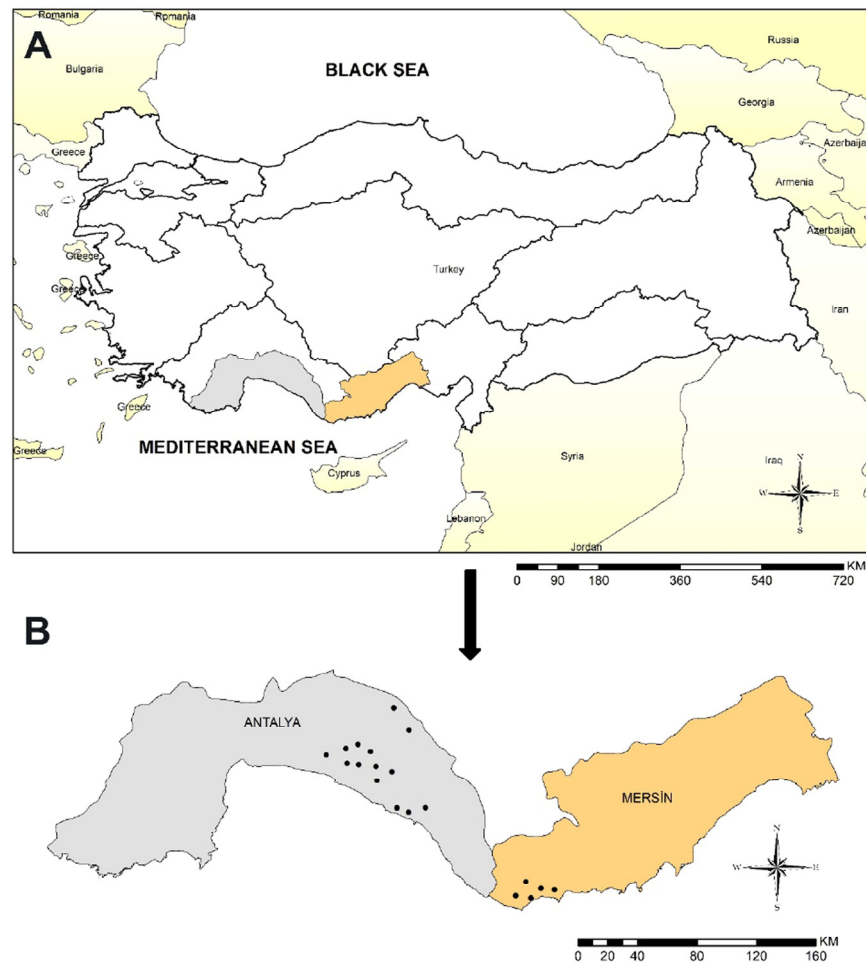 A
Romania
Romania
Russia
Bulgaria
BLACK SEA
Georgia
Greece
Azerbaijan
Armenia
Azerbaijan
Greece
Turkey
Greece
Iran
Greece
MEDITERRANEAN SEA
Greece
Cyprus
Syria
Iraq
N
W E
S
Lebanon
Jordan
KM
0 90 180 360 540 720
B
ANTALYA
MERSİN
N
W E
S
KM
0 20 40 80 120 160